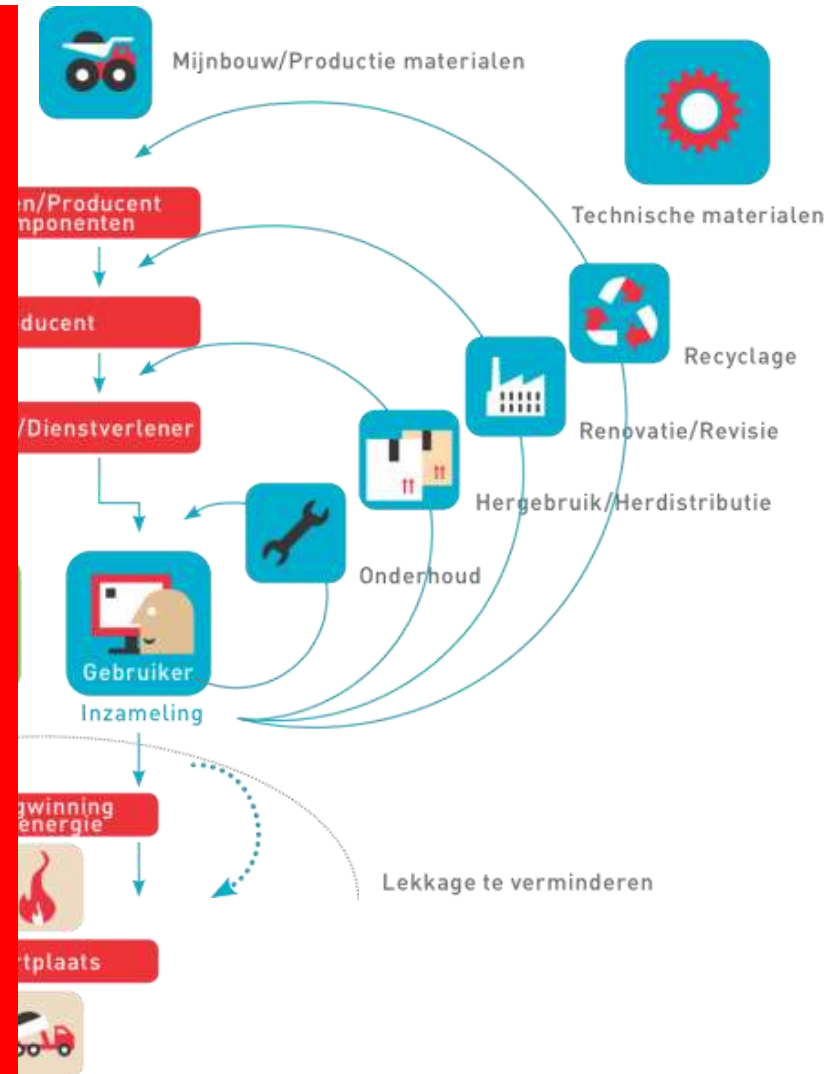 Mijnbouw/Productie materialen
Technische materialen
en/Producent
mponenten
ducent
Recyclage
/Dienstverlener
Renovatie/Revisie
Hergebruik/Herdistributie
Onderhoud
Gebruiker
Inzameling
gwinning
energie
Lekkage te verminderen
rtplaats